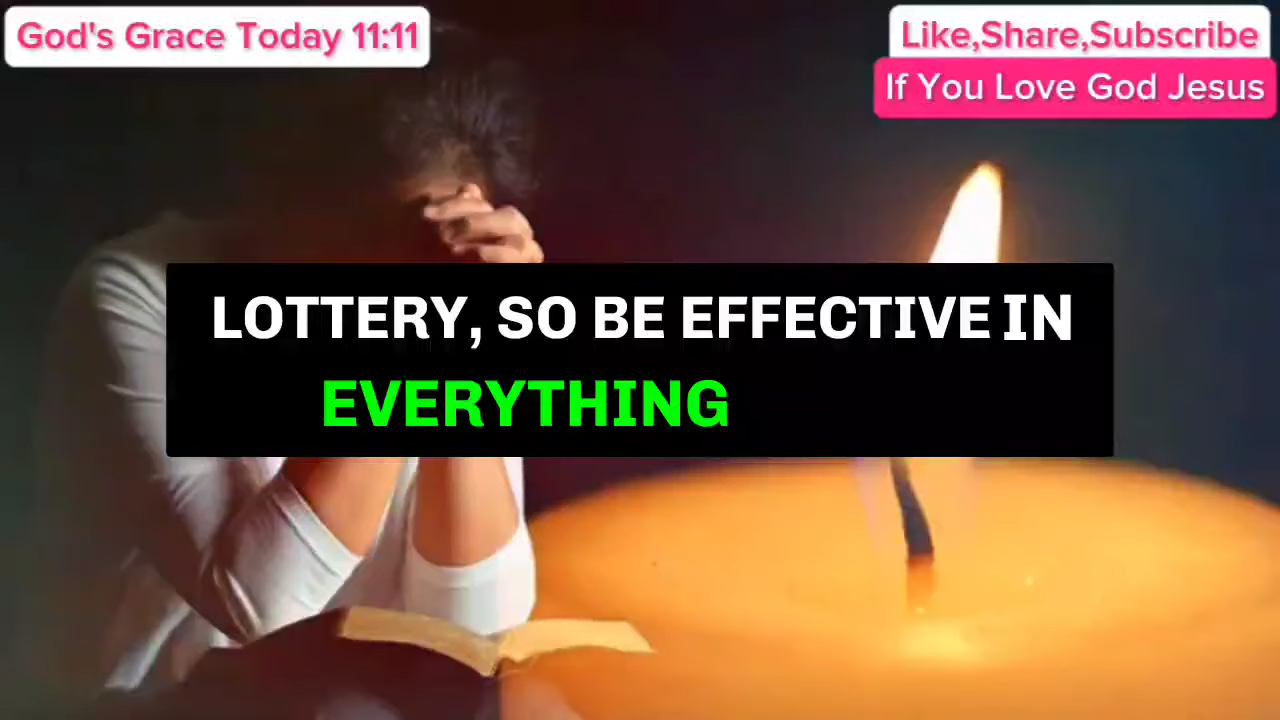 God's Grace Today 11:11
Like,Share,Subscribe
If You Love God Jesus
LOTTERY, SO BE EFFECTIVE IN
EVERYTHING